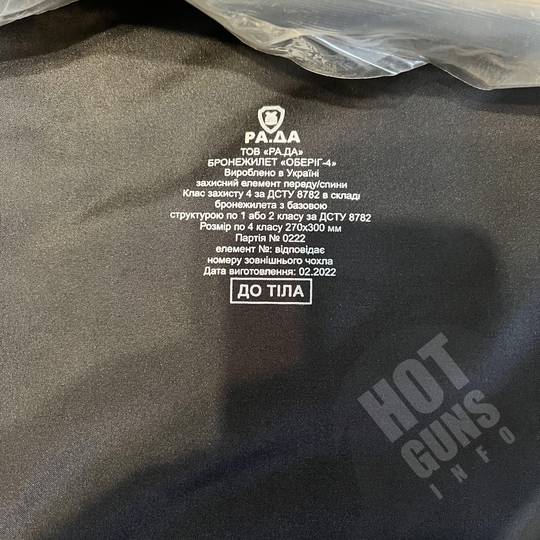 РА.ДА
ТОВ «РА.ДА»
БРОНЕЖИЛЕТ «ОБЕРІГ-4»
Вироблено в Україні
захисний елемент переду/спини
Клас захисту 4 за ДСТУ 8782 в складі
бронежилета з базовою
структурою по 1 або 2 класу за ДСТУ 8782
Розмір по 4 класу 270х300 мм
Партія № 0222
елемент №: відповідає
номеру зовнішнього чохла
Дата виготовлення: 02.2022
ДО ТІЛА
HOT
GUNS
INFO